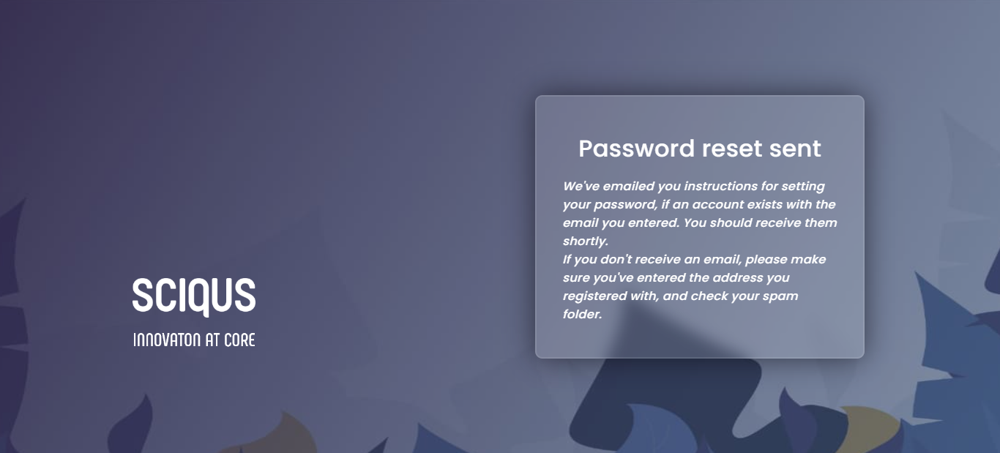 SCIQUS
INNOVATON AT CORE
Password reset sent
We've emailed you instructions for setting
your password, if an account exists with the
email you entered. You should receive them
shortly.
If you don't receive an email, please make
sure you've entered the address you
registered with, and check your spam
folder.